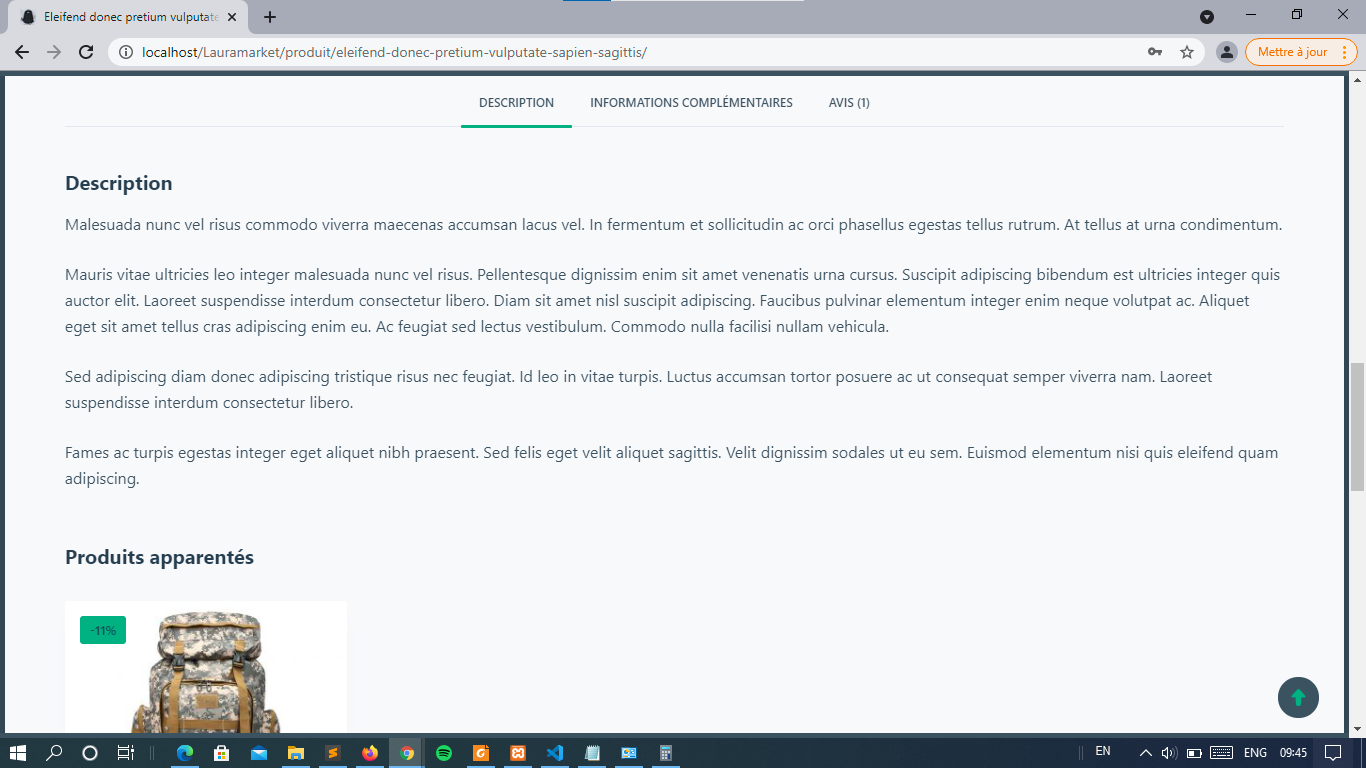 Eleifend donec pretium vulputate
localhost/Lauramarket/produit/eleifend-donec-pretium-vulputate-sapien-sagittis/
Mettre à jour
DESCRIPTION
INFORMATIONS COMPLÉMENTAIRES
AVIS (1)
Description
Malesuada nunc vel risus commodo viverra maecenas accumsan lacus vel. In fermentum et sollicitudin ac orci phasellus egestas tellus rutrum. At tellus at urna condimentum.
Mauris vitae ultricies leo integer malesuada nunc vel risus. Pellentesque dignissim enim sit amet venenatis urna cursus. Suscipit adipiscing bibendum est ultricies integer quis
auctor elit. Laoreet suspendisse interdum consectetur libero. Diam sit amet nisl suscipit adipiscing. Faucibus pulvinar elementum integer enim neque volutpat ac. Aliquet
eget sit amet tellus cras adipiscing enim eu. Ac feugiat sed lectus vestibulum. Commodo nulla facilisi nullam vehicula.
Sed adipiscing diam donec adipiscing tristique risus nec feugiat. Id leo in vitae turpis. Luctus accumsan tortor posuere ac ut consequat semper viverra nam. Laoreet
suspendisse interdum consectetur libero.
Fames ac turpis egestas integer eget aliquet nibh praesent. Sed felis eget velit aliquet sagittis. Velit dignissim sodales ut eu sem. Euismod elementum nisi quis eleifend quam
adipiscing.
Produits apparentés
-11%
EN
ENG
09:45